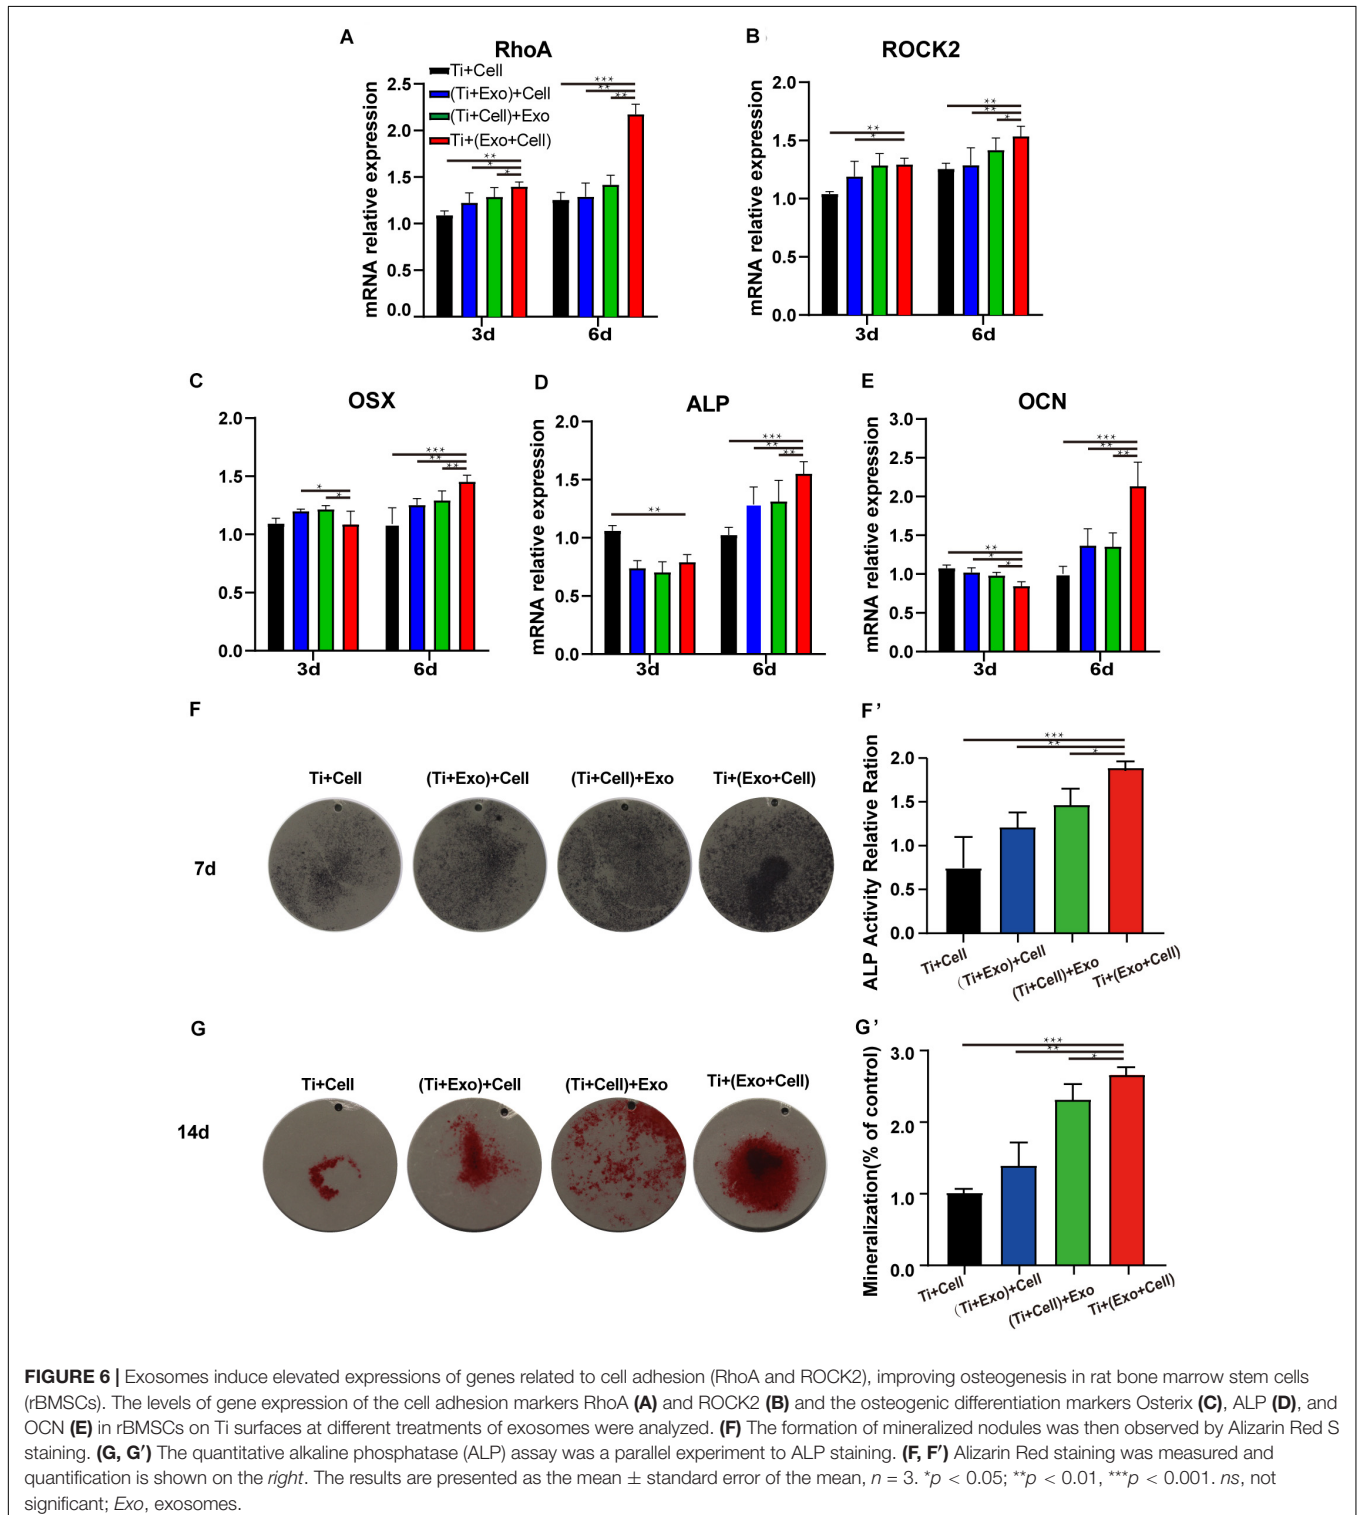 A
RhoA
Ti+Cell
(Ti+Exo)+Cell
(Ti+Cell)+Exo
Ti+(Exo+Cell)
mRNA relative expression
2.5
2.0
1.5
1.0
0.5
0.0
** * *
*** ** **
3d 6d
B
ROCK2
mRNA relative expression
2.0
1.5
1.0
0.5
0.0
** *
** ** *
3d 6d
C
OSX
mRNA relative expression
2.0
1.5
1.0
0.5
0.0
* *
*** ** **
3d 6d
D
ALP
mRNA relative expression
2.0
1.5
1.0
0.5
0.0
**
*** ** **
3d 6d
E
OCN
mRNA relative expression
3.0
2.5
2.0
1.5
1.0
0.5
0.0
** * *
*** ** **
3d 6d
F
Ti+Cell (Ti+Exo)+Cell (Ti+Cell)+Exo Ti+(Exo+Cell)
7d
F'
ALP Activity Relative Ration
2.0
1.5
1.0
0.5
0.0
*** ** *
Ti+Cell (Ti+Exo)+Cell (Ti+Cell)+Exo Ti+(Exo+Cell)
G
Ti+Cell (Ti+Exo)+Cell (Ti+Cell)+Exo Ti+(Exo+Cell)
14d
G'
Mineralization(% of control)
3.0
2.0
1.0
0.0
*** ** *
Ti+Cell (Ti+Exo)+Cell (Ti+Cell)+Exo Ti+(Exo+Cell)
FIGURE 6 | Exosomes induce elevated expressions of genes related to cell adhesion (RhoA and ROCK2), improving osteogenesis in rat bone marrow stem cells
(rBMSCs). The levels of gene expression of the cell adhesion markers RhoA (A) and ROCK2 (B) and the osteogenic differentiation markers Osterix (C), ALP (D), and
OCN (E) in rBMSCs on Ti surfaces at different treatments of exosomes were analyzed. (F) The formation of mineralized nodules was then observed by Alizarin Red S
staining. (G, G′) The quantitative alkaline phosphatase (ALP) assay was a parallel experiment to ALP staining. (F, F′) Alizarin Red staining was measured and
quantification is shown on the right. The results are presented as the mean ± standard error of the mean, n = 3. *p < 0.05; **p < 0.01, ***p < 0.001. ns, not
significant; Exo, exosomes.